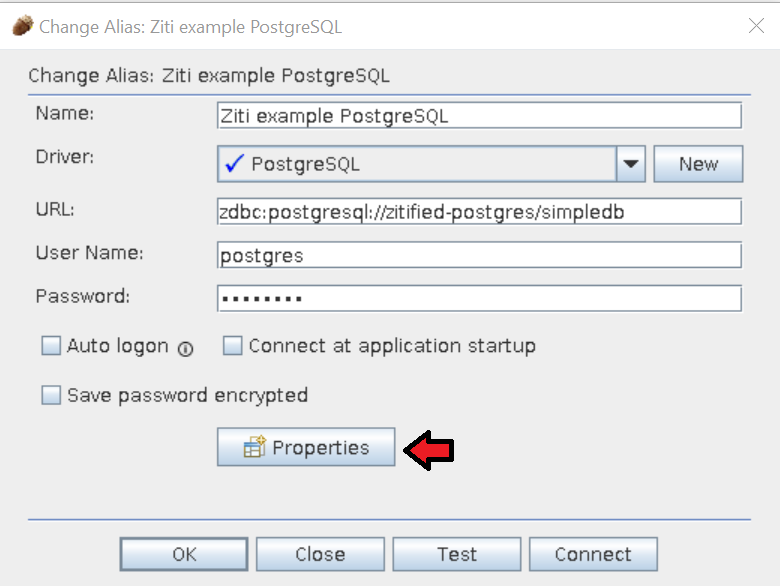 Change Alias: Ziti example PostgreSQL
Change Alias: Ziti example PostgreSQL
Name: Ziti example PostgreSQL
Driver: PostgreSQL New
URL: zdbc:postgresql://zitified-postgres/simpledb
User Name: postgres
Password: ••••••••
Auto logon Connect at application startup
Save password encrypted
Properties
OK Close Test Connect